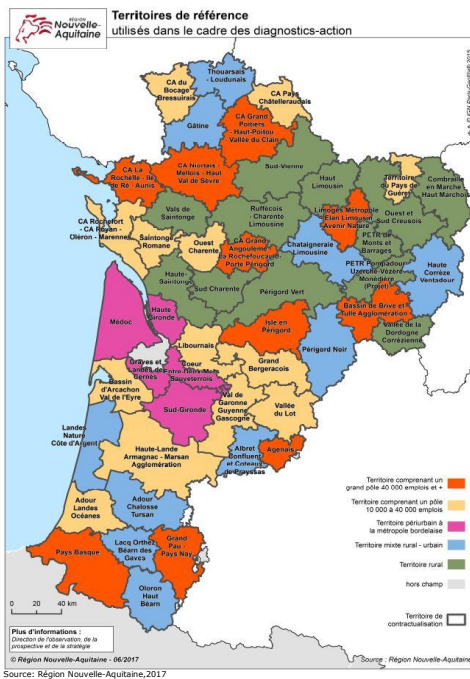 RÉGION
Nouvelle-
Aquitaine
Territoires de référence
utilisés dans le cadre des diagnostics-action
Thouarsais -
Loudunais
CA du
Bocage
Bressuirais
CA Pays
Châtelleraudais
Gâtine
CA Grand
Poitiers -
Haut-Poitou
Vallée du Clain
CA La
Rochelle - Ile
de Ré - Aunis
CA Niortais -
Mellois - Haut
Val de Sèvre
Sud-Vienne
Haut
Limousin
Territoire
du Pays de
Guéret
Combraille
en Marche -
Haut Marchois
CA Rochefort
- CA Royan -
Oléron - Marennes
Vals de
Saintonge
Ruffécois -
Charente
Limousine
Limoges Métropole
Elan Limousin
Avenir Nature
Ouest et
Sud Creusois
Saintonge
Romane
Ouest
Charente
CA Grand
Angoulême
la Rochefoucauld
Porte Périgord
Chataigneraie
Limousine
PETR de
Monts et
Barrages
PETR Pompadour
Uzerche-Vézère
Monédière
(Projet)
Haute
Corrèze
Ventadour
Haute
Saintonge
Sud Charente
Périgord Vert
Bassin de Brive et
Tulle Agglomération
Vallée de la
Dordogne
Corrézienne
Médoc
Haute
Gironde
Isle en
Périgord
Périgord Noir
Libournais
Graves et
Landes de
Cernès
Coeur
Entre-Deux-Mers
Sauveterrois
Grand
Bergeracois
Bassin
d'Arcachon
Val de l'Eyre
Sud-Gironde
Val de
Garonne
Guyenne
Gascogne
Vallée
du Lot
Landes
Nature
Côte d'Argent
Haute-Lande
Armagnac - Marsan
Agglomération
Albret
Confluent
et Coteaux
de Prayssas
Agenais
Adour
Landes
Océanes
Adour
Chalosse
Tursan
Pays Basque
Lacq Orthez
Béarn des
Gaves
Grand
Pau -
Pays Nay
Oloron
Haut
Béarn
Territoire comprenant un
grand pôle 40 000 emplois et +
Territoire comprenant un pôle
10 000 à 40 000 emplois
Territoire périurbain à
la métropole bordelaise
Territoire mixte rural - urbain
Territoire rural
hors champ
Territoire de
contractualisation
0 20 40 km
Plus d'informations :
Direction de l'observation, de la
prospective et de la stratégie
© Région Nouvelle-Aquitaine - 06/2017
Source : Région Nouvelle-Aquitaine
Source: Région Nouvelle-Aquitaine,2017